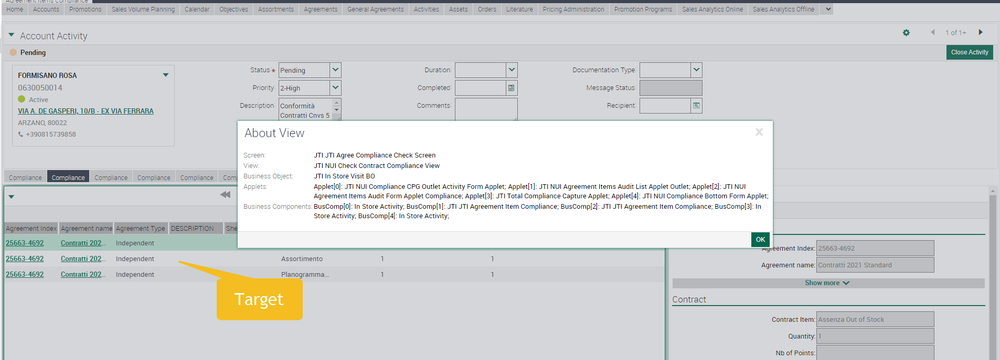 Agreement Items Compliance
Home Accounts Promotions Sales Volume Planning Calendar Objectives Assortments Agreements General Agreements Activities Assets Orders Literature Pricing Administration Promotion Programs Sales Analytics Online Sales Analytics Offline
Account Activity
1 of 1+
Pending
Close Activity
FORMISANO ROSA
0630050014
Active
VIA A. DE GASPERI, 10/B - EX VIA FERRARA
ARZANO, 80022
+390815739858
Status:★ Pending
Duration:
Documentation Type:
Priority: 2-High
Completed:
Message Status:
Description: Conformità
Contratti Cnvs 5
Comments:
Recipient:
About View
X
Screen: JTI JTI Agree Compliance Check Screen
View: JTI NUI Check Contract Compliance View
Business Object: JTI In Store Visit BO
Applets: Applet[0]: JTI NUI Compliance CPG Outlet Activity Form Applet; Applet[1]: JTI NUI Agreement Items Audit List Applet Outlet; Applet[2]: JTI NUI
Agreement Items Audit Form Applet Compliance; Applet[3]: JTI Total Compliance Capture Applet; Applet[4]: JTI NUI Compliance Bottom Form Applet;
Business Components: BusComp[0]: In Store Activity; BusComp[1]: JTI JTI Agreement Item Compliance; BusComp[2]: JTI JTI Agreement Item Compliance; BusComp[3]: In
Store Activity; BusComp[4]: In Store Activity;
OK
Compliance Compliance Compliance Compliance Compliance Com
Agreement Index Agreement name Agreement Type DESCRIPTION She
25663-4692 Contratti 202... Independent
25663-4692 Contratti 202... Independent Assortimento 1 1
25663-4692 Contratti 202... Independent Planogramma... 1 1
Target
Agreement Index: 25663-4692
Agreement name: Contratti 2021 Standard
Show more
Contract
Contract Item: Assenza Out of Stock
Quantity: 1
Nb of Points: